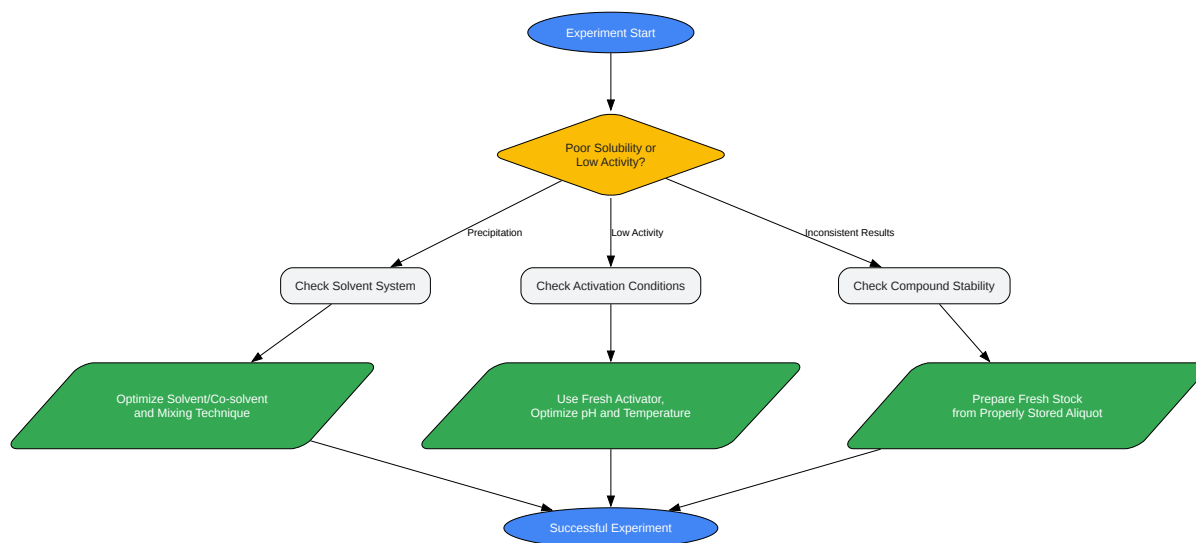 Experiment Start
Poor Solubility or
Low Activity?
Precipitation
Low Activity
Inconsistent Results
Check Solvent System
Check Activation Conditions
Check Compound Stability
Optimize Solvent/Co-solvent
and Mixing Technique
Use Fresh Activator,
Optimize pH and Temperature
Prepare Fresh Stock
from Properly Stored Aliquot
Successful Experiment